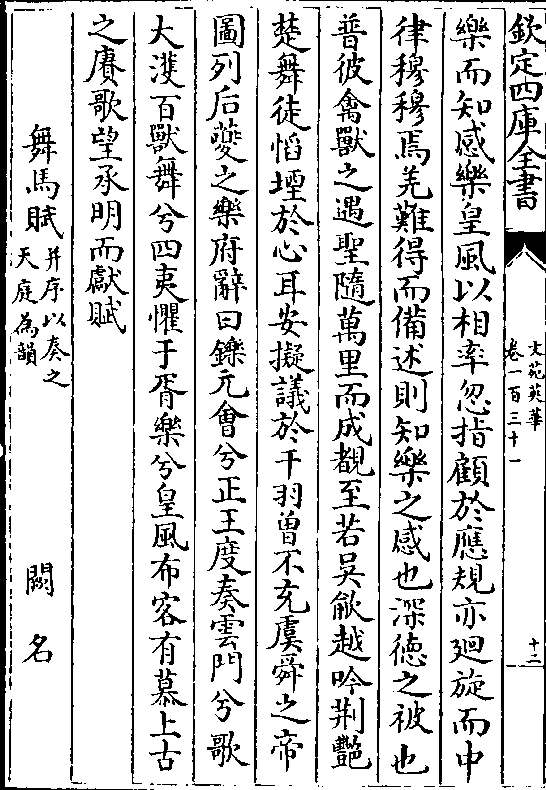 欽定四庫全書
文苑英華
卷一百三十一
十二
樂而知感樂皇風以相率忽指顧於應規亦廻旋而中
律穆穆焉羌難得而備述則知樂之感也深徳之被也
普彼禽獸之遇聖隨萬里而成覩至若吳歈越吟荆艷
楚舞徒慆堙於心耳安擬議於干羽曽不充虞舜之帝
圖列后夔之樂府辭曰鑠元會兮正王度奏雲門兮歌
大濩百獸舞兮四夷懼于胥樂兮皇風布客有慕上古
之賡歌望承明而獻賦
舞馬賦
并序以奏之
天庭為韻
闕名